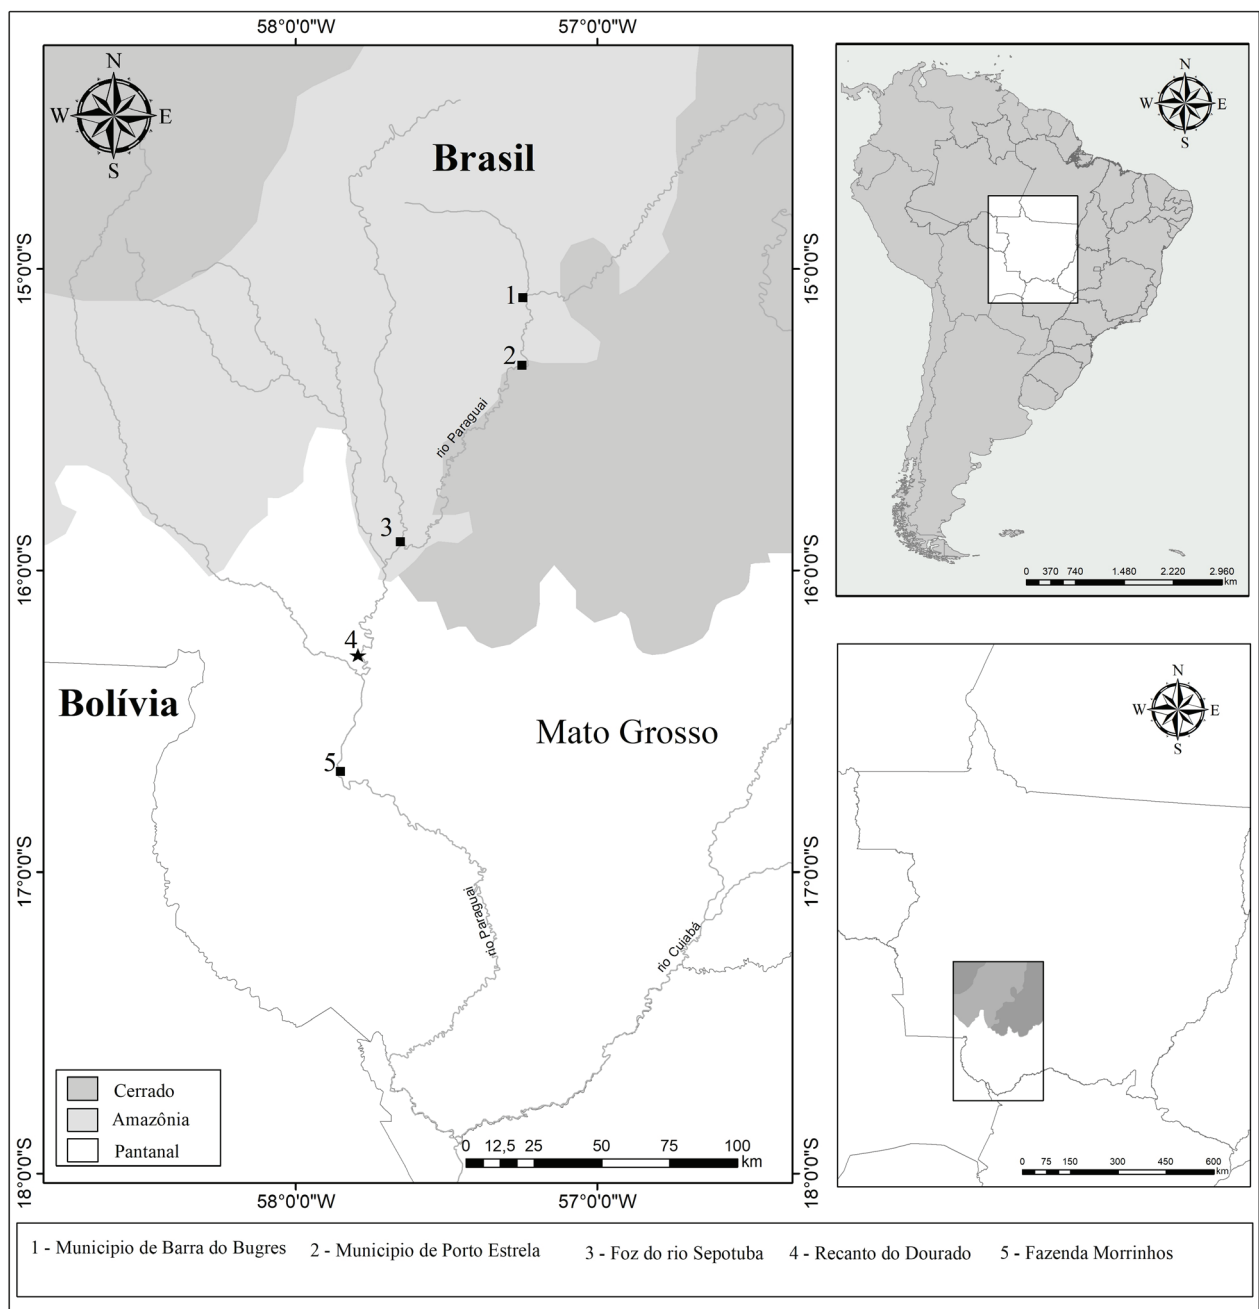 58°0'0"W
57°0'0"W
N
W
E
S
Brasil
15°0'0"S
15°0'0"S
1
2
rio Paraguai
3
16°0'0"S
16°0'0"S
4
Bolívia
Mato Grosso
5
17°0'0"S
17°0'0"S
rio Paraguai
rio Cuiabá
Cerrado
Amazônia
Pantanal
0 12,5 25 50 75 100
km
18°0'0"S
18°0'0"S
58°0'0"W
57°0'0"W
N
W
E
S
0 370 740 1.480 2.220 2.960
km
N
W
E
S
0 75 150 300 450 600
km
1 - Municipio de Barra do Bugres 2 - Municipio de Porto Estrela 3 - Foz do rio Sepotuba 4 - Recanto do Dourado 5 - Fazenda Morrinhos